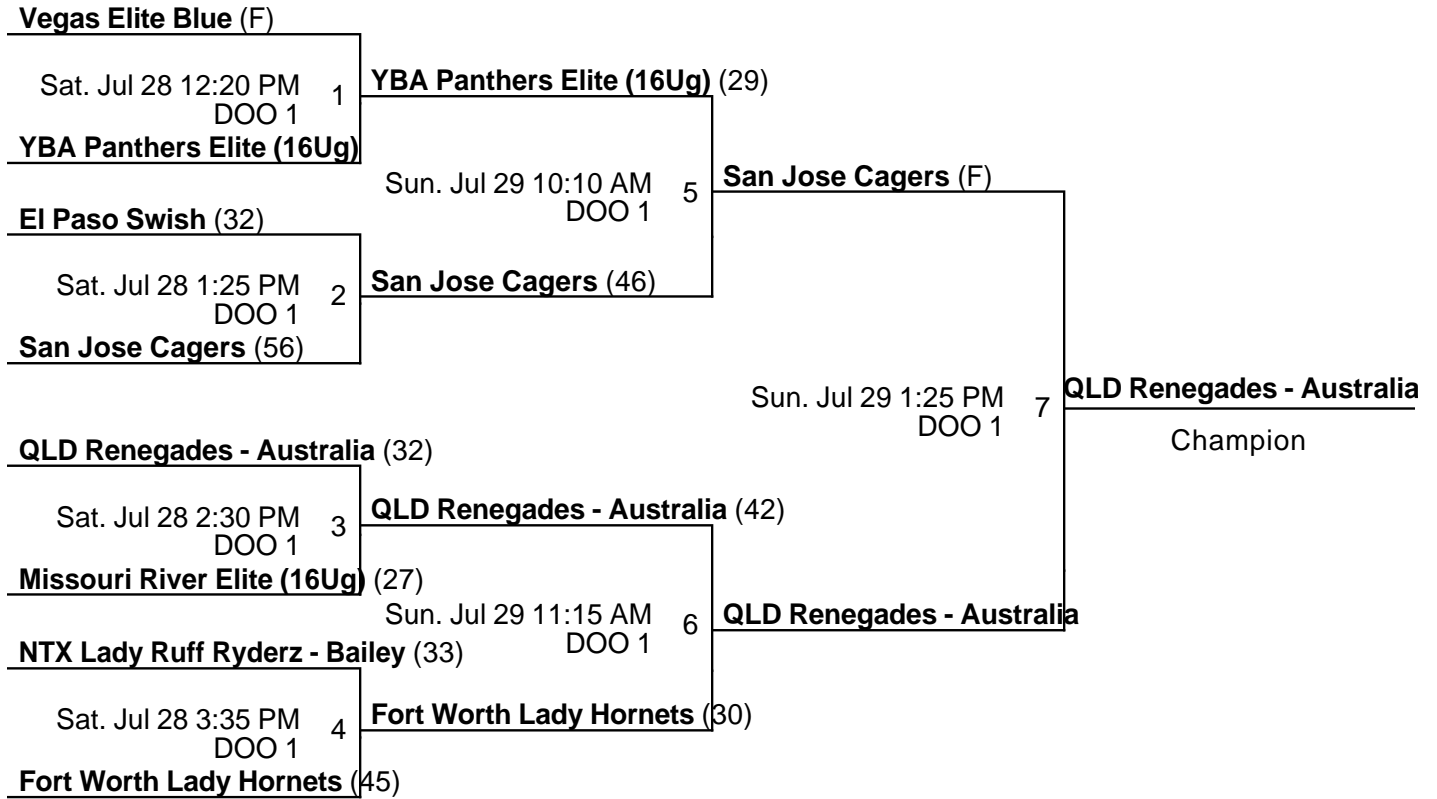 Vegas Elite Blue (F)
Sat. Jul 28 12:20 PM 1
DOO 1
YBA Panthers Elite (16Ug)
El Paso Swish (32)
Sat. Jul 28 1:25 PM 2
DOO 1
San Jose Cagers (56)
QLD Renegades - Australia (32)
Sat. Jul 28 2:30 PM 3
DOO 1
Missouri River Elite (16Ug) (27)
NTX Lady Ruff Ryderz - Bailey (33)
Sat. Jul 28 3:35 PM 4
DOO 1
Fort Worth Lady Hornets (45)
YBA Panthers Elite (16Ug) (29)
Sun. Jul 29 10:10 AM 5
DOO 1
San Jose Cagers (46)
QLD Renegades - Australia (42)
Sun. Jul 29 11:15 AM 6
DOO 1
Fort Worth Lady Hornets (30)
San Jose Cagers (F)
Sun. Jul 29 1:25 PM 7
DOO 1
QLD Renegades - Australia
QLD Renegades - Australia
Champion